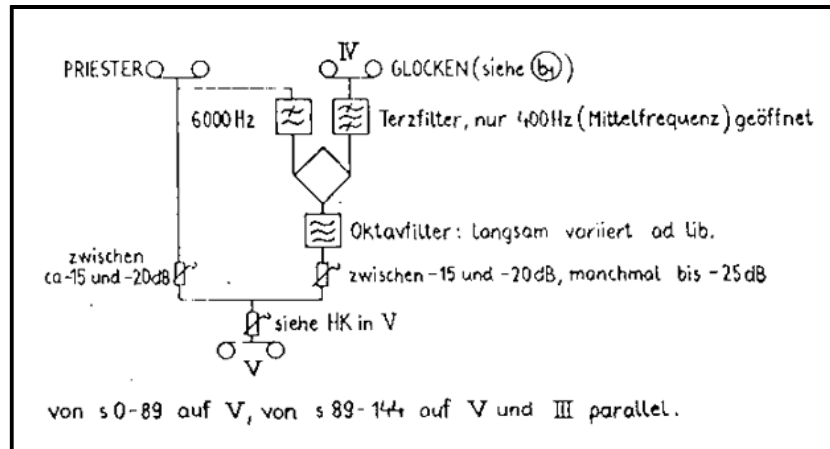 IV
PRIESTER GLOCKEN (siehe b1)
6000 Hz Terzfilter, nur 400Hz (Mittelfrequenz) geöffnet
Oktavfilter: Langsam variiert ad lib.
zwischen
ca -15 und -20dB zwischen -15 und -20dB, manchmal bis -25dB
siehe HK in V
V
von s 0-89 auf V, von s 89-144 auf V und III parallel.